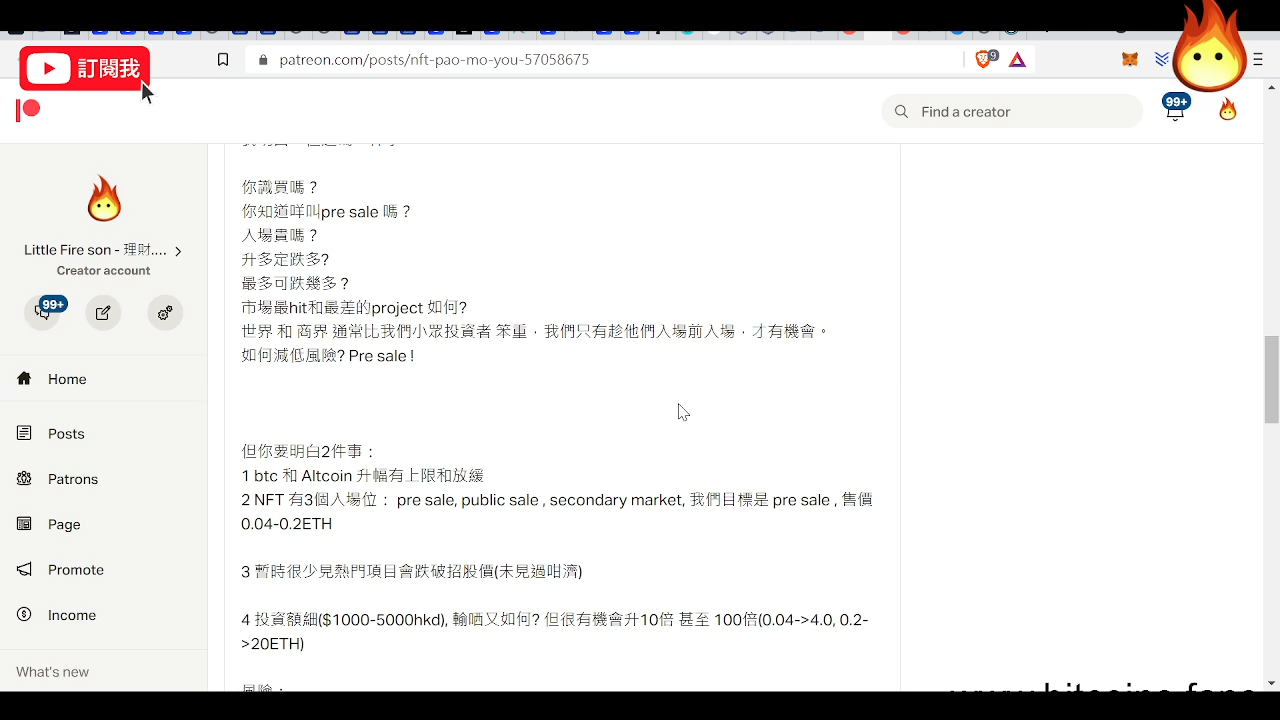 訂閱我
patreon.com/posts/nft-pao-mo-you-57058675
9
Find a creator
99+
Little Fire son - 理財....
Creator account
99+
Home
Posts
Patrons
Page
Promote
Income
What's new
你識買嗎？
你知道咩叫pre sale 嗎？
入場貴嗎？
升多定跌多?
最多可跌幾多？
市場最hit和最差的project 如何?
世界 和 商界 通常比我們小眾投資者 笨重，我們只有趁他們入場前入場，才有機會。
如何減低風險? Pre sale !
但你要明白2件事：
1 btc 和 Altcoin 升幅有上限和放緩
2 NFT 有3個入場位： pre sale, public sale , secondary market, 我們目標是 pre sale , 售價
0.04-0.2ETH
3 暫時很少見熱門項目會跌破招股價(未見過咁濟)
4 投資額細($1000-5000hkd), 輸哂又如何? 但很有機會升10倍 甚至 100倍(0.04->4.0, 0.2-
>20ETH)
風險：